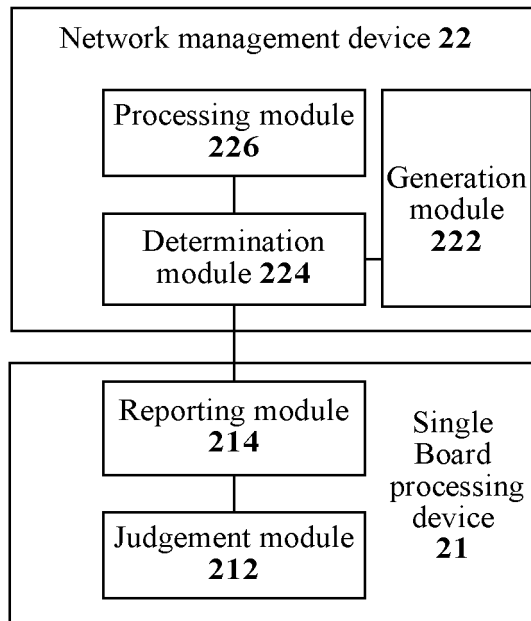 Network management device 22
Processing module
226
Generation
module
222
Determination
module 224
Reporting module
214
Single
Board
processing
device
21
Judgement module
212